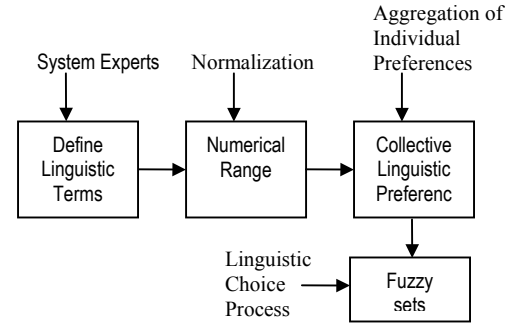 System Experts
Normalization
Aggregation of
Individual
Preferences
Define
Linguistic
Terms
Numerical
Range
Collective
Linguistic
Preferenc
Linguistic
Choice
Process
Fuzzy
sets